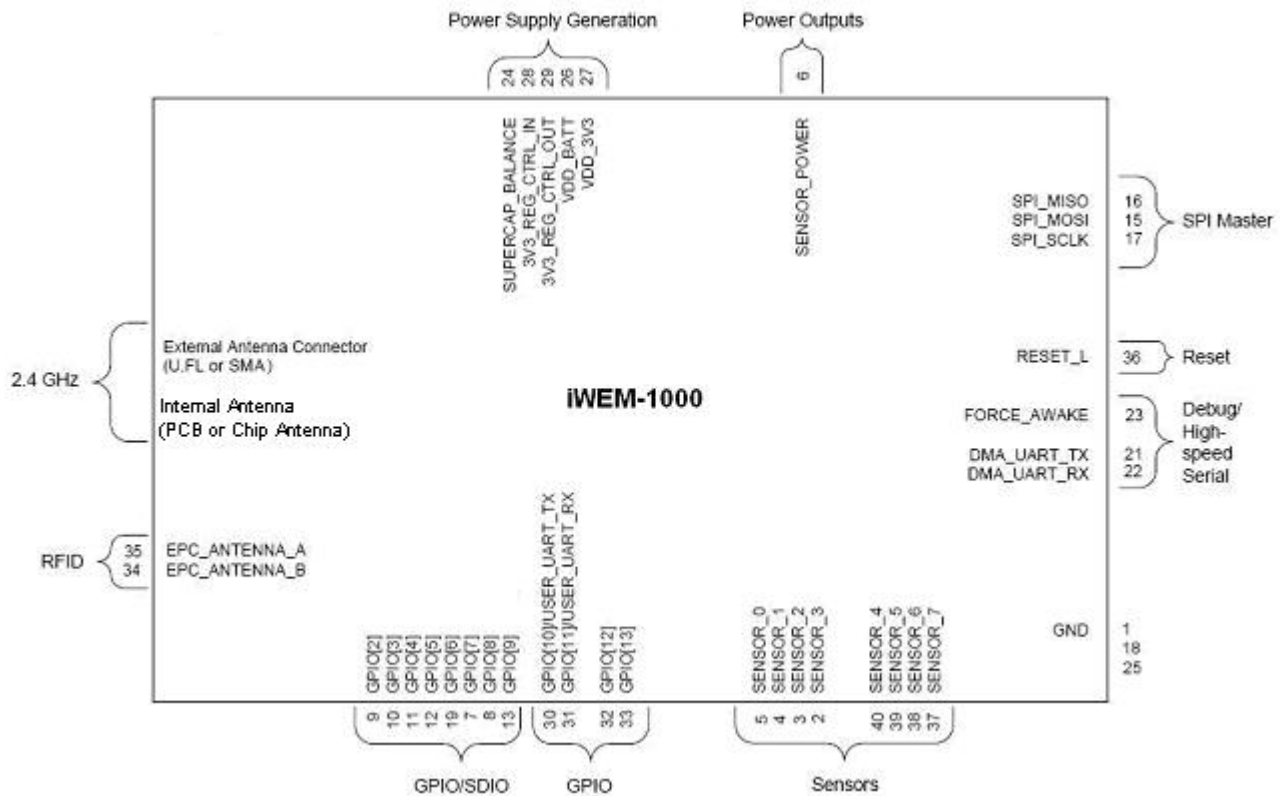 Power Supply Generation
Power Outputs
24
28
29
26
27
6
SUPERCAP_BALANCE
3V3_REG_CTRL_IN
3V3_REG_CTRL_OUT
VDD_BATT
VDD_3V3
SENSOR_POWER
SPI_MISO 16
SPI_MOSI 15
SPI_SCLK 17
SPI Master
2.4 GHz
External Antenna Connector
(U.FL or SMA)
Internal Antenna
(PCB or Chip Antenna)
iWEM-1000
RESET_L 36 Reset
FORCE_AWAKE 23
DMA_UART_TX 21
DMA_UART_RX 22
Debug/
High-
speed
Serial
RFID
35 EPC_ANTENNA_A
34 EPC_ANTENNA_B
GND 1
18
25
GPIO[2]
GPIO[3]
GPIO[4]
GPIO[5]
GPIO[6]
GPIO[7]
GPIO[8]
GPIO[9]
GPIO[10]/USER_UART_TX
GPIO[11]/USER_UART_RX
GPIO[12]
GPIO[13]
SENSOR_0
SENSOR_1
SENSOR_2
SENSOR_3
SENSOR_4
SENSOR_5
SENSOR_6
SENSOR_7
9
10
11
12
19
7
8
13
30
31
32
33
5
4
3
2
40
39
38
37
GPIO/SDIO
GPIO
Sensors